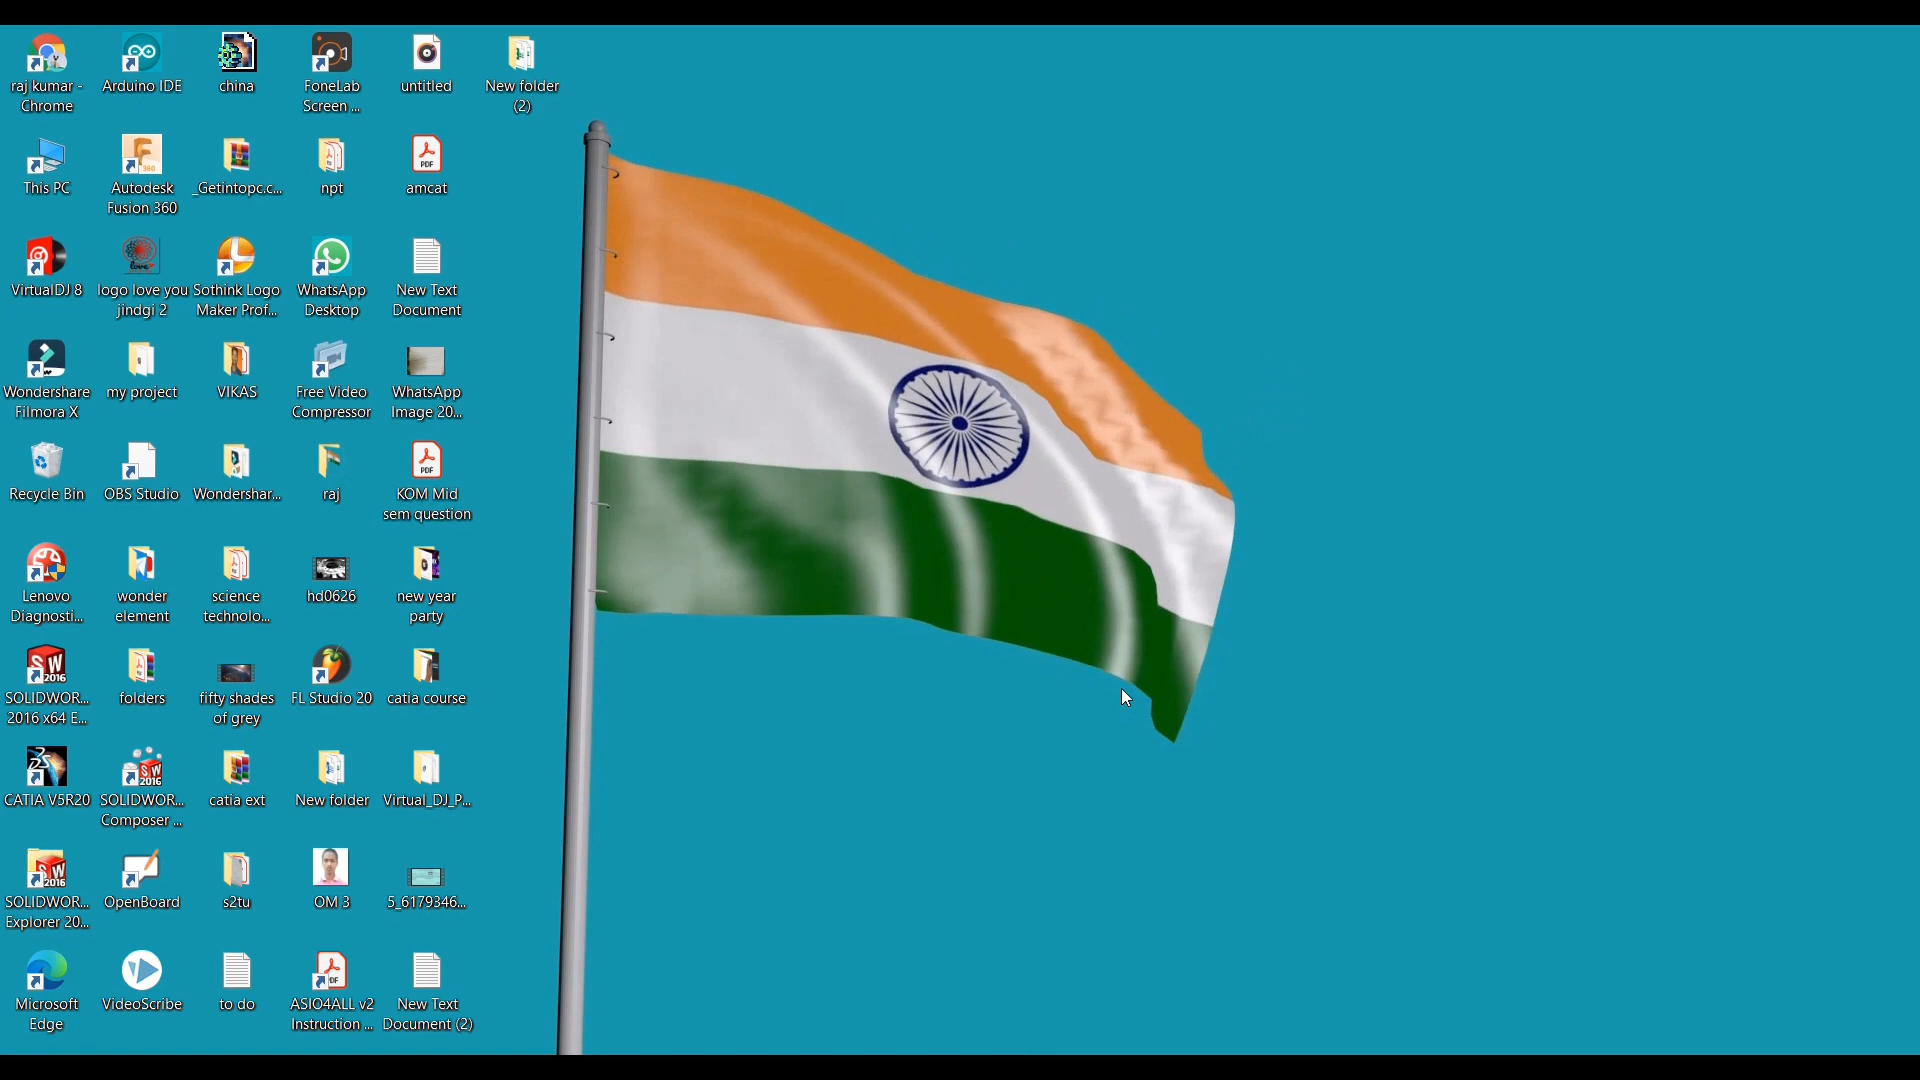 raj kumar -
Chrome
Arduino IDE
china
FoneLab
Screen ...
untitled
New folder
(2)
This PC
Autodesk
Fusion 360
_Getintopc.c...
npt
amcat
VirtualDJ 8
logo love you
jindgi 2
Sothink Logo
Maker Prof...
WhatsApp
Desktop
New Text
Document
Wondershare
Filmora X
my project
VIKAS
Free Video
Compressor
WhatsApp
Image 20...
Recycle Bin
OBS Studio
Wondershar...
raj
KOM Mid
sem question
Lenovo
Diagnosti...
wonder
element
science
technolo...
hd0626
new year
party
SOLIDWOR...
2016 x64 E...
folders
fifty shades
of grey
FL Studio 20
catia course
CATIA V5R20
SOLIDWOR...
Composer ...
catia ext
New folder
Virtual_DJ_P...
SOLIDWOR...
Explorer 20...
OpenBoard
s2tu
OM 3
5_6179346...
Microsoft
Edge
VideoScribe
to do
ASIO4ALL v2
Instruction ...
New Text
Document (2)